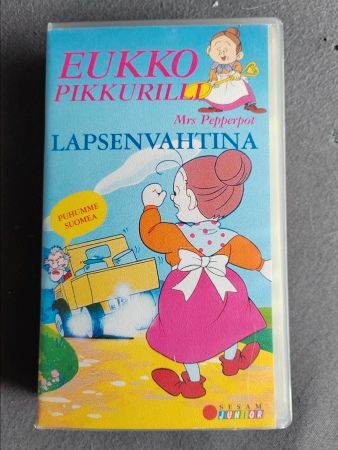 EUKKO
PIKKURILLI
Mrs Pepperpot
LAPSENVAHTINA
PUHUMME
SUOMEA
SESAM
JUNIOR